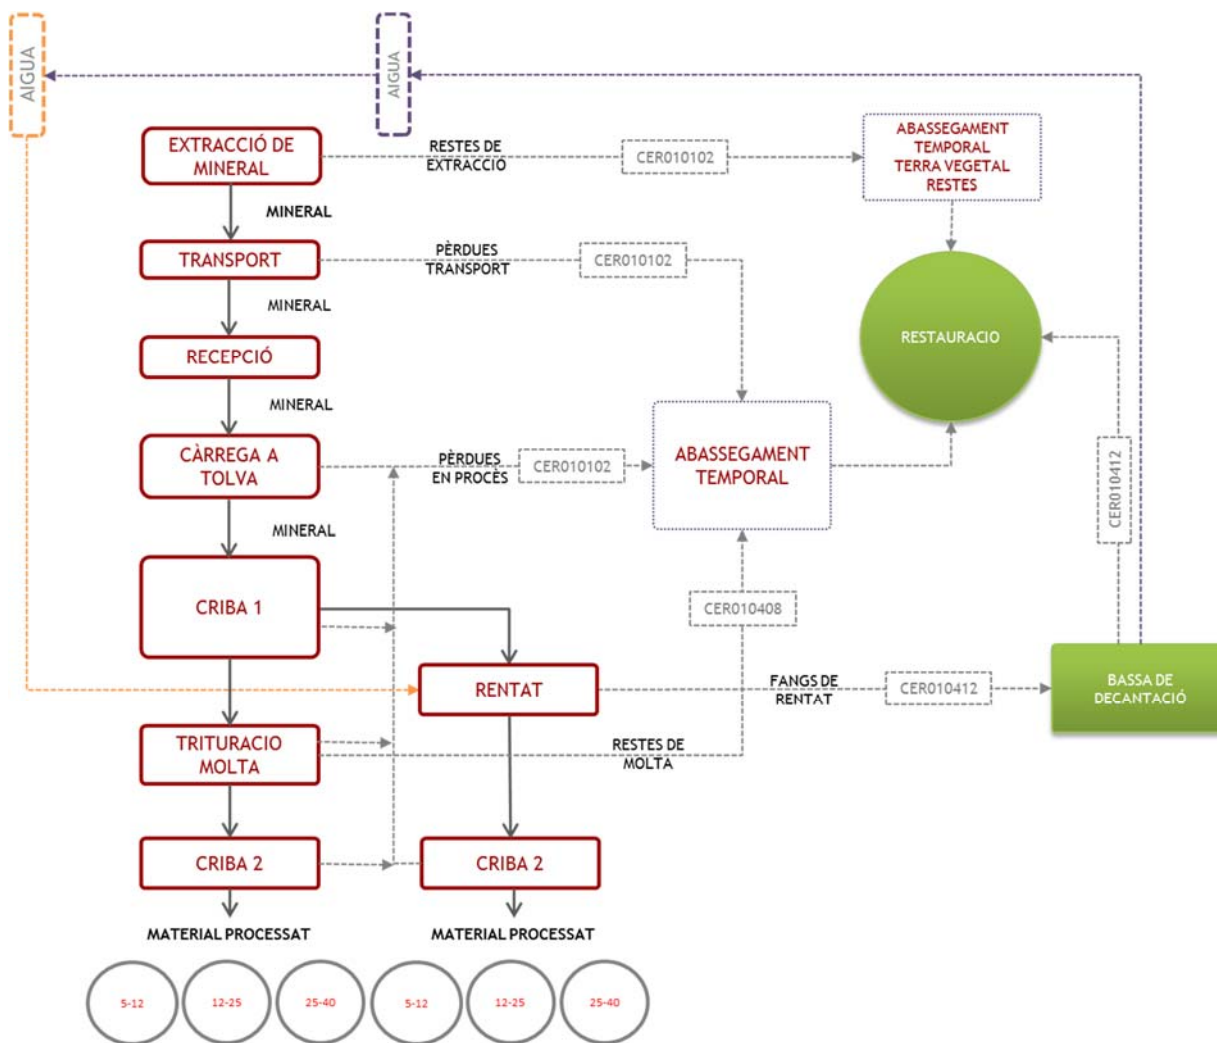 AIGUA
AIGUA
EXTRACCIÓ DE
MINERAL
RESTES DE
EXTRACCIÓ
CER010102
ABASSEGAMENT
TEMPORAL
TERRA VEGETAL
RESTES
MINERAL
TRANSPORT
PÈRDUES
TRANSPORT
CER010102
MINERAL
RECEPCIÓ
RESTAURACIO
MINERAL
CÀRREGA A
TOLVA
PÈRDUES
EN PROCÈS
CER010102
ABASSEGAMENT
TEMPORAL
CER010412
MINERAL
CRIBA 1
CER010408
RENTAT
FANGS DE
RENTAT
CER010412
BASSA DE
DECANTACIÓ
TRITURACIO
MOLTA
RESTES DE
MOLTA
CRIBA 2
CRIBA 2
MATERIAL PROCESSAT
MATERIAL PROCESSAT
5-12
12-25
25-40
5-12
12-25
25-40